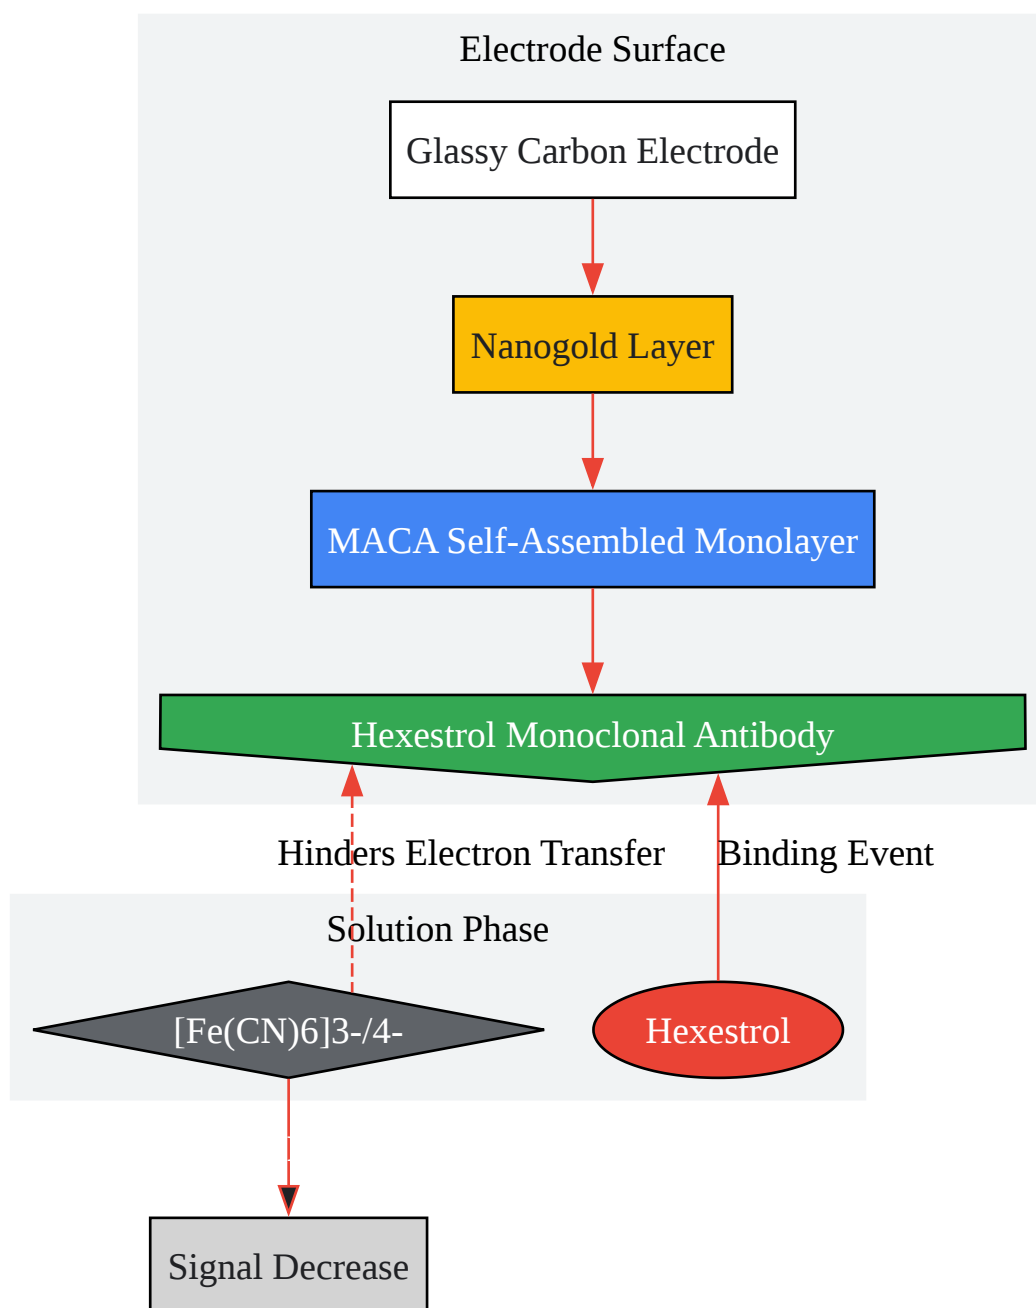 Electrode Surface
Glassy Carbon Electrode
Nanogold Layer
MACA Self-Assembled Monolayer
Hexestrol Monoclonal Antibody
Hinders Electron Transfer
Binding Event
Solution Phase
[Fe(CN)6]3-/4-
Hexestrol
Signal Decrease